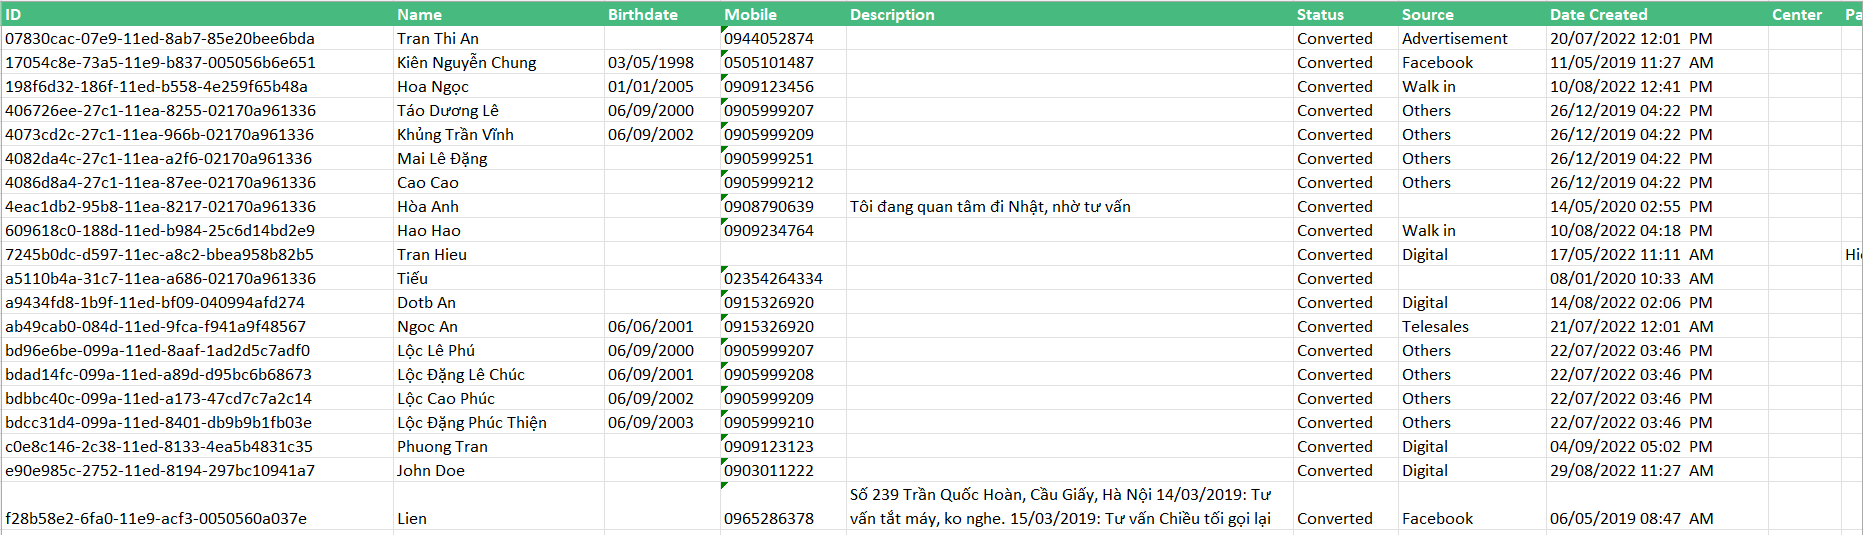 ID Name Birthdate Mobile Description Status Source Date Created Center Pa
07830cac-07e9-11ed-8ab7-85e20bee6bda Tran Thi An 0944052874 Converted Advertisement 20/07/2022 12:01 PM
17054c8e-73a5-11e9-b837-005056b6e651 Kiên Nguyễn Chung 03/05/1998 0505101487 Converted Facebook 11/05/2019 11:27 AM
198f6d32-186f-11ed-b558-4e259f65b48a Hoa Ngọc 01/01/2005 0909123456 Converted Walk in 10/08/2022 12:41 PM
406726ee-27c1-11ea-8255-02170a961336 Táo Dương Lê 06/09/2000 0905999207 Converted Others 26/12/2019 04:22 PM
4073cd2c-27c1-11ea-966b-02170a961336 Khủng Trần Vĩnh 06/09/2002 0905999209 Converted Others 26/12/2019 04:22 PM
4082da4c-27c1-11ea-a2f6-02170a961336 Mai Lê Đặng 0905999251 Converted Others 26/12/2019 04:22 PM
4086d8a4-27c1-11ea-87ee-02170a961336 Cao Cao 0905999212 Converted Others 26/12/2019 04:22 PM
4eac1db2-95b8-11ea-8217-02170a961336 Hòa Anh 0908790639 Tôi đang quan tâm đi Nhật, nhờ tư vấn Converted 14/05/2020 02:55 PM
609618c0-188d-11ed-b984-25c6d14bd2e9 Hao Hao 0909234764 Converted Walk in 10/08/2022 04:18 PM
7245b0dc-d597-11ec-a8c2-bbea958b82b5 Tran Hieu Converted Digital 17/05/2022 11:11 AM Hi
a5110b4a-31c7-11ea-a686-02170a961336 Tiếu 02354264334 Converted 08/01/2020 10:33 AM
a9434fd8-1b9f-11ed-bf09-040994afd274 Dotb An 0915326920 Converted Digital 14/08/2022 02:06 PM
ab49cab0-084d-11ed-9fca-f941a9f48567 Ngoc An 06/06/2001 0915326920 Converted Telesales 21/07/2022 12:01 AM
bd96e6be-099a-11ed-8aaf-1ad2d5c7adf0 Lộc Lê Phú 06/09/2000 0905999207 Converted Others 22/07/2022 03:46 PM
bdad14fc-099a-11ed-a89d-d95bc6b68673 Lộc Đặng Lê Chúc 06/09/2001 0905999208 Converted Others 22/07/2022 03:46 PM
bdbbc40c-099a-11ed-a173-47cd7c7a2c14 Lộc Cao Phúc 06/09/2002 0905999209 Converted Others 22/07/2022 03:46 PM
bdcc31d4-099a-11ed-8401-db9b9b1fb03e Lộc Đặng Phúc Thiện 06/09/2003 0905999210 Converted Others 22/07/2022 03:46 PM
c0e8c146-2c38-11ed-8133-4ea5b4831c35 Phuong Tran 0909123123 Converted Digital 04/09/2022 05:02 PM
e90e985c-2752-11ed-8194-297bc10941a7 John Doe 0903011222 Converted Digital 29/08/2022 11:27 AM
Số 239 Trần Quốc Hoàn, Cầu Giấy, Hà Nội 14/03/2019: Tư
f28b58e2-6fa0-11e9-acf3-0050560a037e Lien 0965286378 vấn tắt máy, ko nghe. 15/03/2019: Tư vấn Chiều tối gọi lại Converted Facebook 06/05/2019 08:47 AM